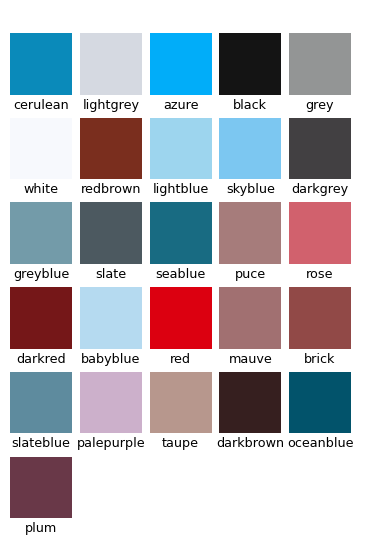 cerulean lightgrey azure black grey
white redbrown lightblue skyblue darkgrey
greyblue slate seablue puce rose
darkred babyblue red mauve brick
slateblue palepurple taupe darkbrown oceanblue
plum